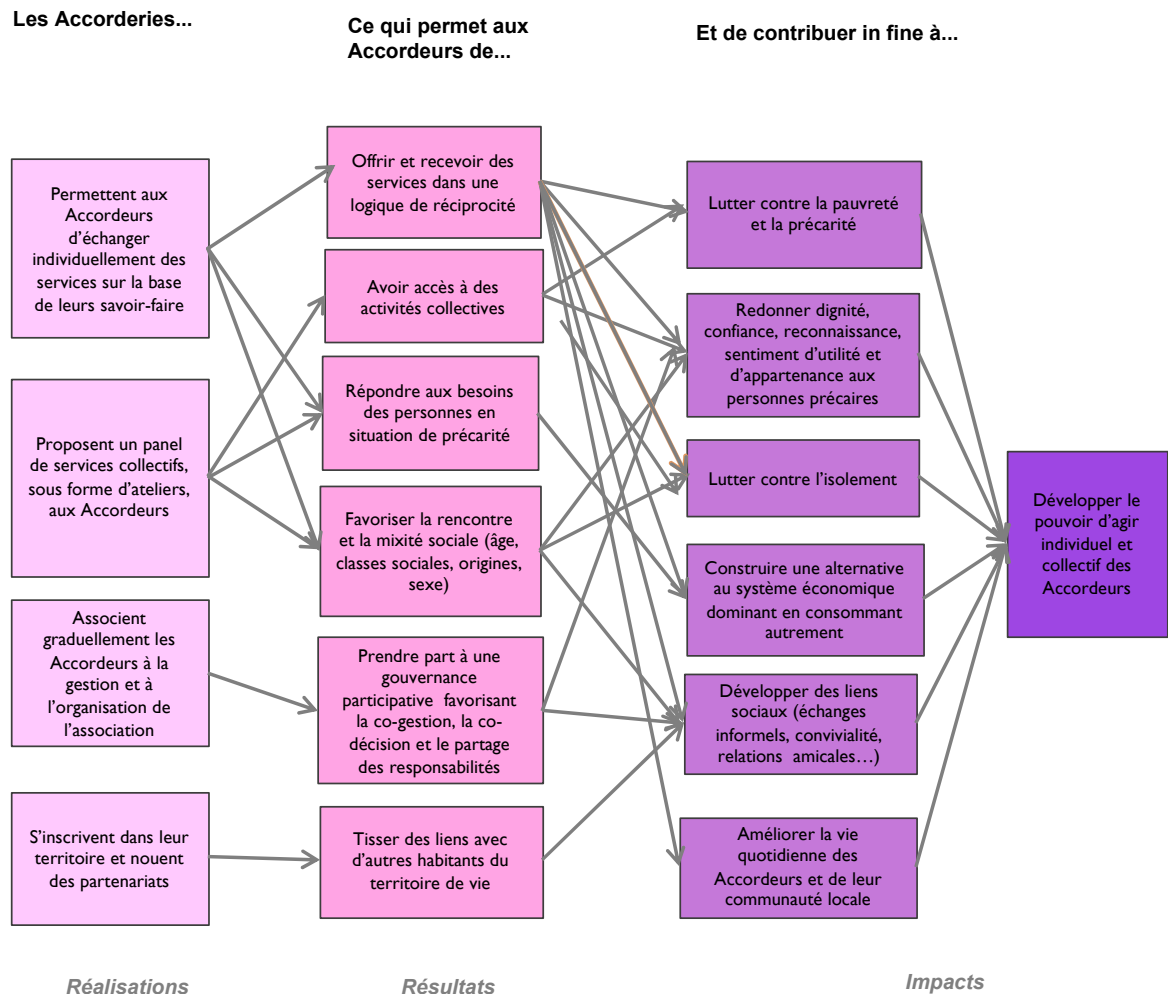 Les Accorderies...
Ce qui permet aux
Accordeurs de...
Et de contribuer in fine à...
Permettent aux
Accordeurs
d'échanger
individuellement des
services sur la base
de leurs savoir-faire
Proposent un panel
de services collectifs,
sous forme d'ateliers,
aux Accordeurs
Associent
graduellement les
Accordeurs à la
gestion et à
l'organisation de
l'association
S'inscrivent dans leur
territoire et nouent
des partenariats
Offrir et recevoir des
services dans une
logique de réciprocité
Avoir accès à des
activités collectives
Répondre aux besoins
des personnes en
situation de précarité
Favoriser la rencontre
et la mixité sociale (âge,
classes sociales, origines,
sexe)
Prendre part à une
gouvernance
participative favorisant
la co-gestion, la co-
décision et le partage
des responsabilités
Tisser des liens avec
d'autres habitants du
territoire de vie
Lutter contre la pauvreté
et la précarité
Redonner dignité,
confiance, reconnaissance,
sentiment d'utilité et
d'appartenance aux
personnes précaires
Lutter contre l'isolement
Construire une alternative
au système économique
dominant en consommant
autrement
Développer des liens
sociaux (échanges
informels, convivialité,
relations amicales…)
Améliorer la vie
quotidienne des
Accordeurs et de leur
communauté locale
Développer le
pouvoir d'agir
individuel et
collectif des
Accordeurs
Réalisations
Résultats
Impacts